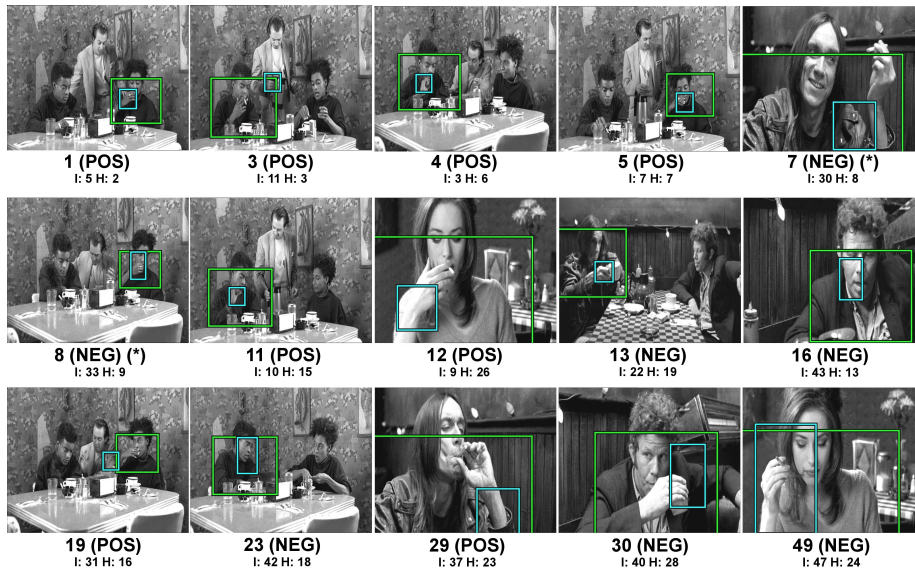 1 (POS)
I: 5 H: 2
3 (POS)
I: 11 H: 3
4 (POS)
I: 3 H: 6
5 (POS)
I: 7 H: 7
7 (NEG) (*)
I: 30 H: 8
8 (NEG) (*)
I: 33 H: 9
11 (POS)
I: 10 H: 15
12 (POS)
I: 9 H: 26
13 (NEG)
I: 22 H: 19
16 (NEG)
I: 43 H: 13
19 (POS)
I: 31 H: 16
23 (NEG)
I: 42 H: 18
29 (POS)
I: 37 H: 23
30 (NEG)
I: 40 H: 28
49 (NEG)
I: 47 H: 24